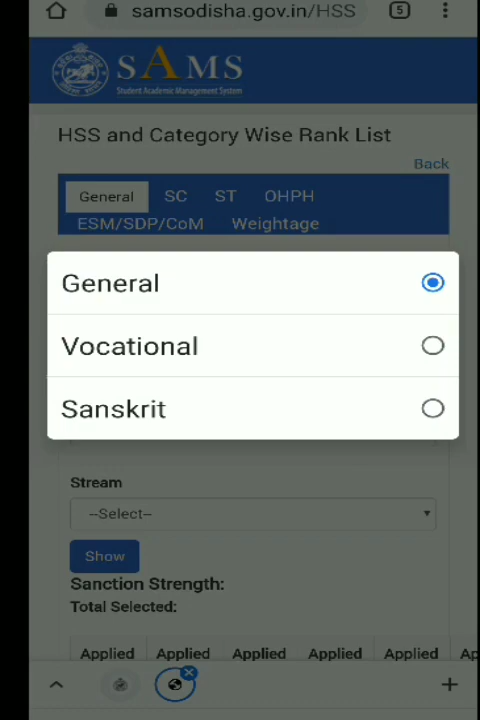 samsodisha.gov.in/HSS
5
SAMS
Student Academic Management System
HSS and Category Wise Rank List
Back
General SC ST OHPH
ESM/SDP/CoM Weightage
General
Vocational
Sanskrit
Stream
--Select--
Show
Sanction Strength:
Total Selected:
Applied Applied Applied Applied Applied Ap